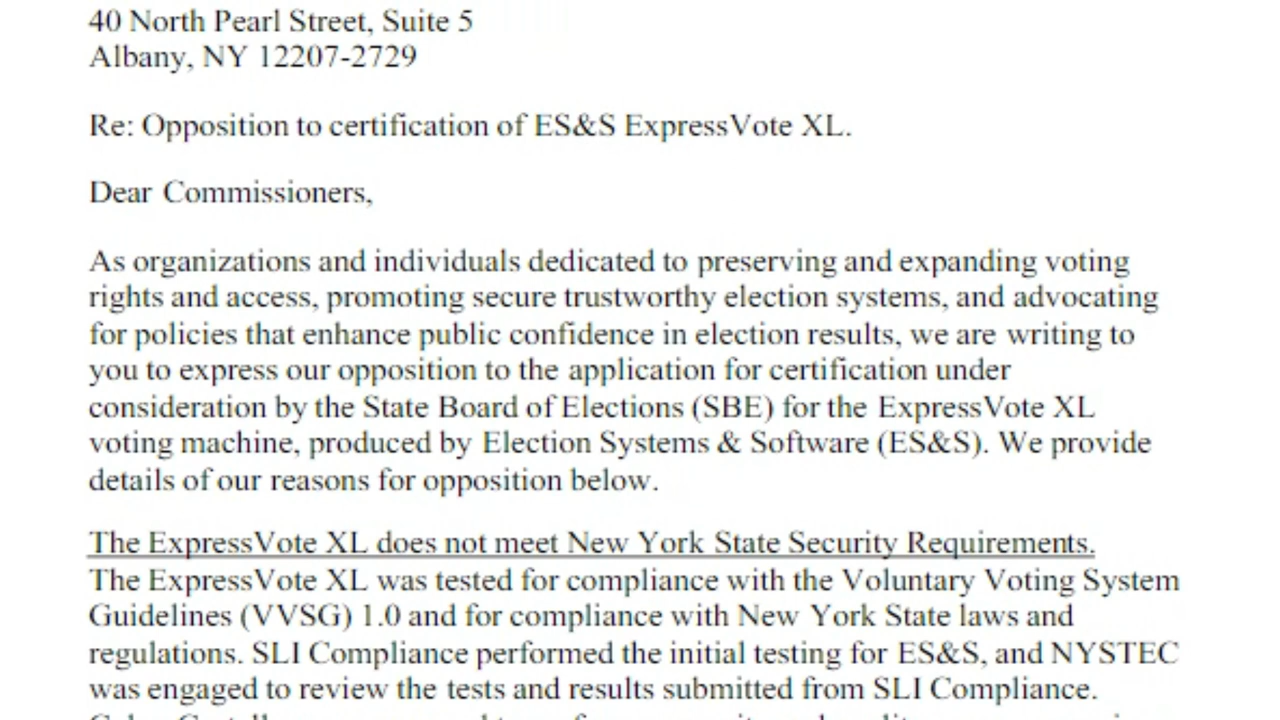 40 North Pearl Street, Suite 5
Albany, NY 12207-2729
Re: Opposition to certification of ES&S ExpressVote XL.
Dear Commissioners,
As organizations and individuals dedicated to preserving and expanding voting
rights and access, promoting secure trustworthy election systems, and advocating
for policies that enhance public confidence in election results, we are writing to
you to express our opposition to the application for certification under
consideration by the State Board of Elections (SBE) for the ExpressVote XL
voting machine, produced by Election Systems & Software (ES&S). We provide
details of our reasons for opposition below.
The ExpressVote XL does not meet New York State Security Requirements.
The ExpressVote XL was tested for compliance with the Voluntary Voting System
Guidelines (VVSG) 1.0 and for compliance with New York State laws and
regulations. SLI Compliance performed the initial testing for ES&S, and NYSTEC
was engaged to review the tests and results submitted from SLI Compliance.